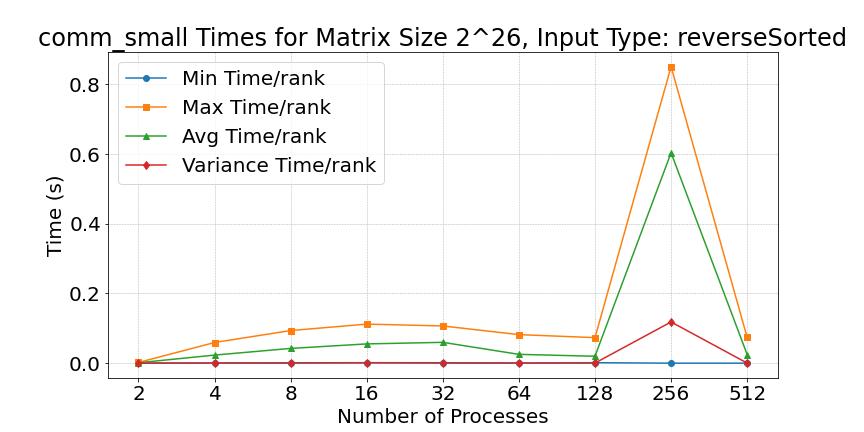 comm_small Times for Matrix Size 2^26, Input Type: reverseSorted
Min Time/rank
Max Time/rank
Avg Time/rank
Variance Time/rank
Time (s)
0.8
0.6
0.4
0.2
0.0
2 4 8 16 32 64 128 256 512
Number of Processes